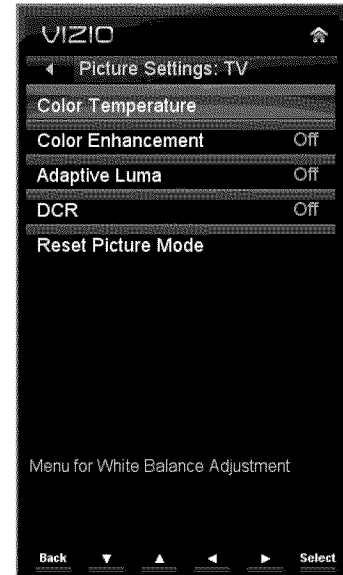 VIZIO
Picture Settings: TV
Color Temperature
Color Enhancement Off
Adaptive Luma Off
DCR Off
Reset Picture Mode
Menu for White Balance Adjustment
Back ▼ ▲ ◄ ► Select